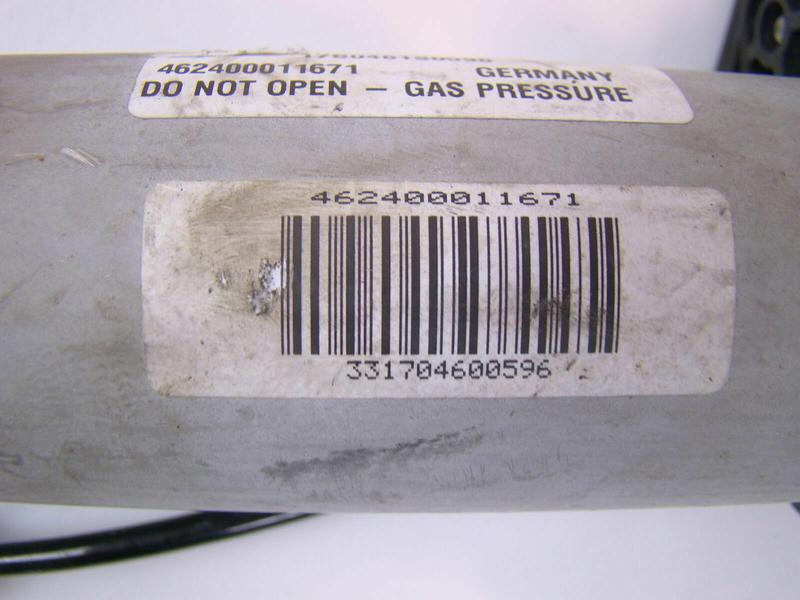 462400011671 GERMANY
DO NOT OPEN — GAS PRESSURE
462400011671
331704600596